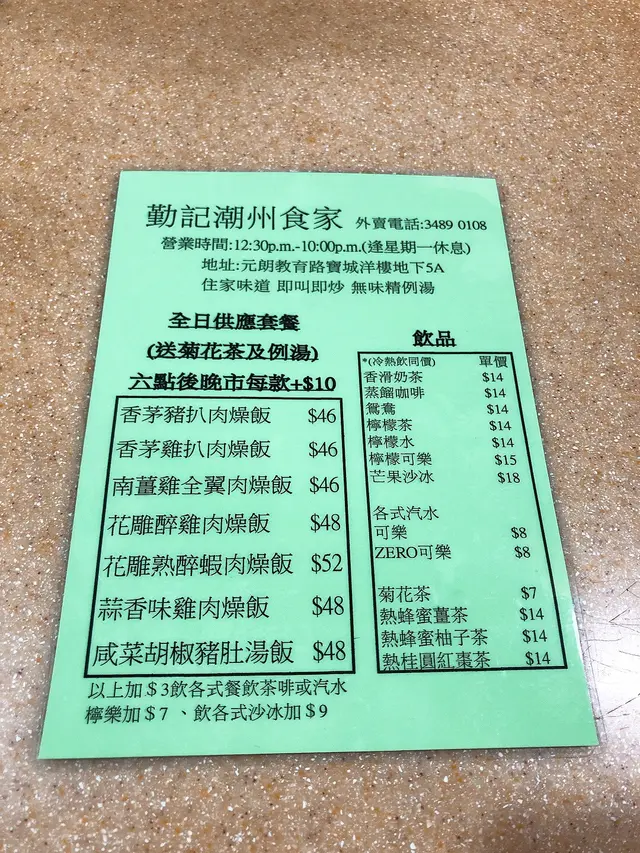 勤記潮州食家 外賣電話:3489 0108
營業時間:12:30p.m.-10:00p.m.(逢星期一休息)
地址:元朗教育路寶城洋樓地下5A
住家味道 即叫即炒 無味精例湯
全日供應套餐
(送菊花茶及例湯)
六點後晚市每款+$10
香茅豬扒肉燥飯 $46
香茅雞扒肉燥飯 $46
南薑雞全翼肉燥飯 $46
花雕醉雞肉燥飯 $48
花雕熟醉蝦肉燥飯 $52
蒜香味雞肉燥飯 $48
咸菜胡椒豬肚湯飯 $48
以上加＄3飲各式餐飲茶啡或汽水
檸樂加＄7 、飲各式沙冰加＄9
飲品
*(冷熱飲同價) 單價
香滑奶茶 $14
蒸餾咖啡 $14
鴛鴦 $14
檸檬茶 $14
檸檬水 $14
檸檬可樂 $15
芒果沙冰 $18
各式汽水
可樂 $8
ZERO可樂 $8
菊花茶 $7
熱蜂蜜薑茶 $14
熱蜂蜜柚子茶 $14
熱桂圓紅棗茶 $14